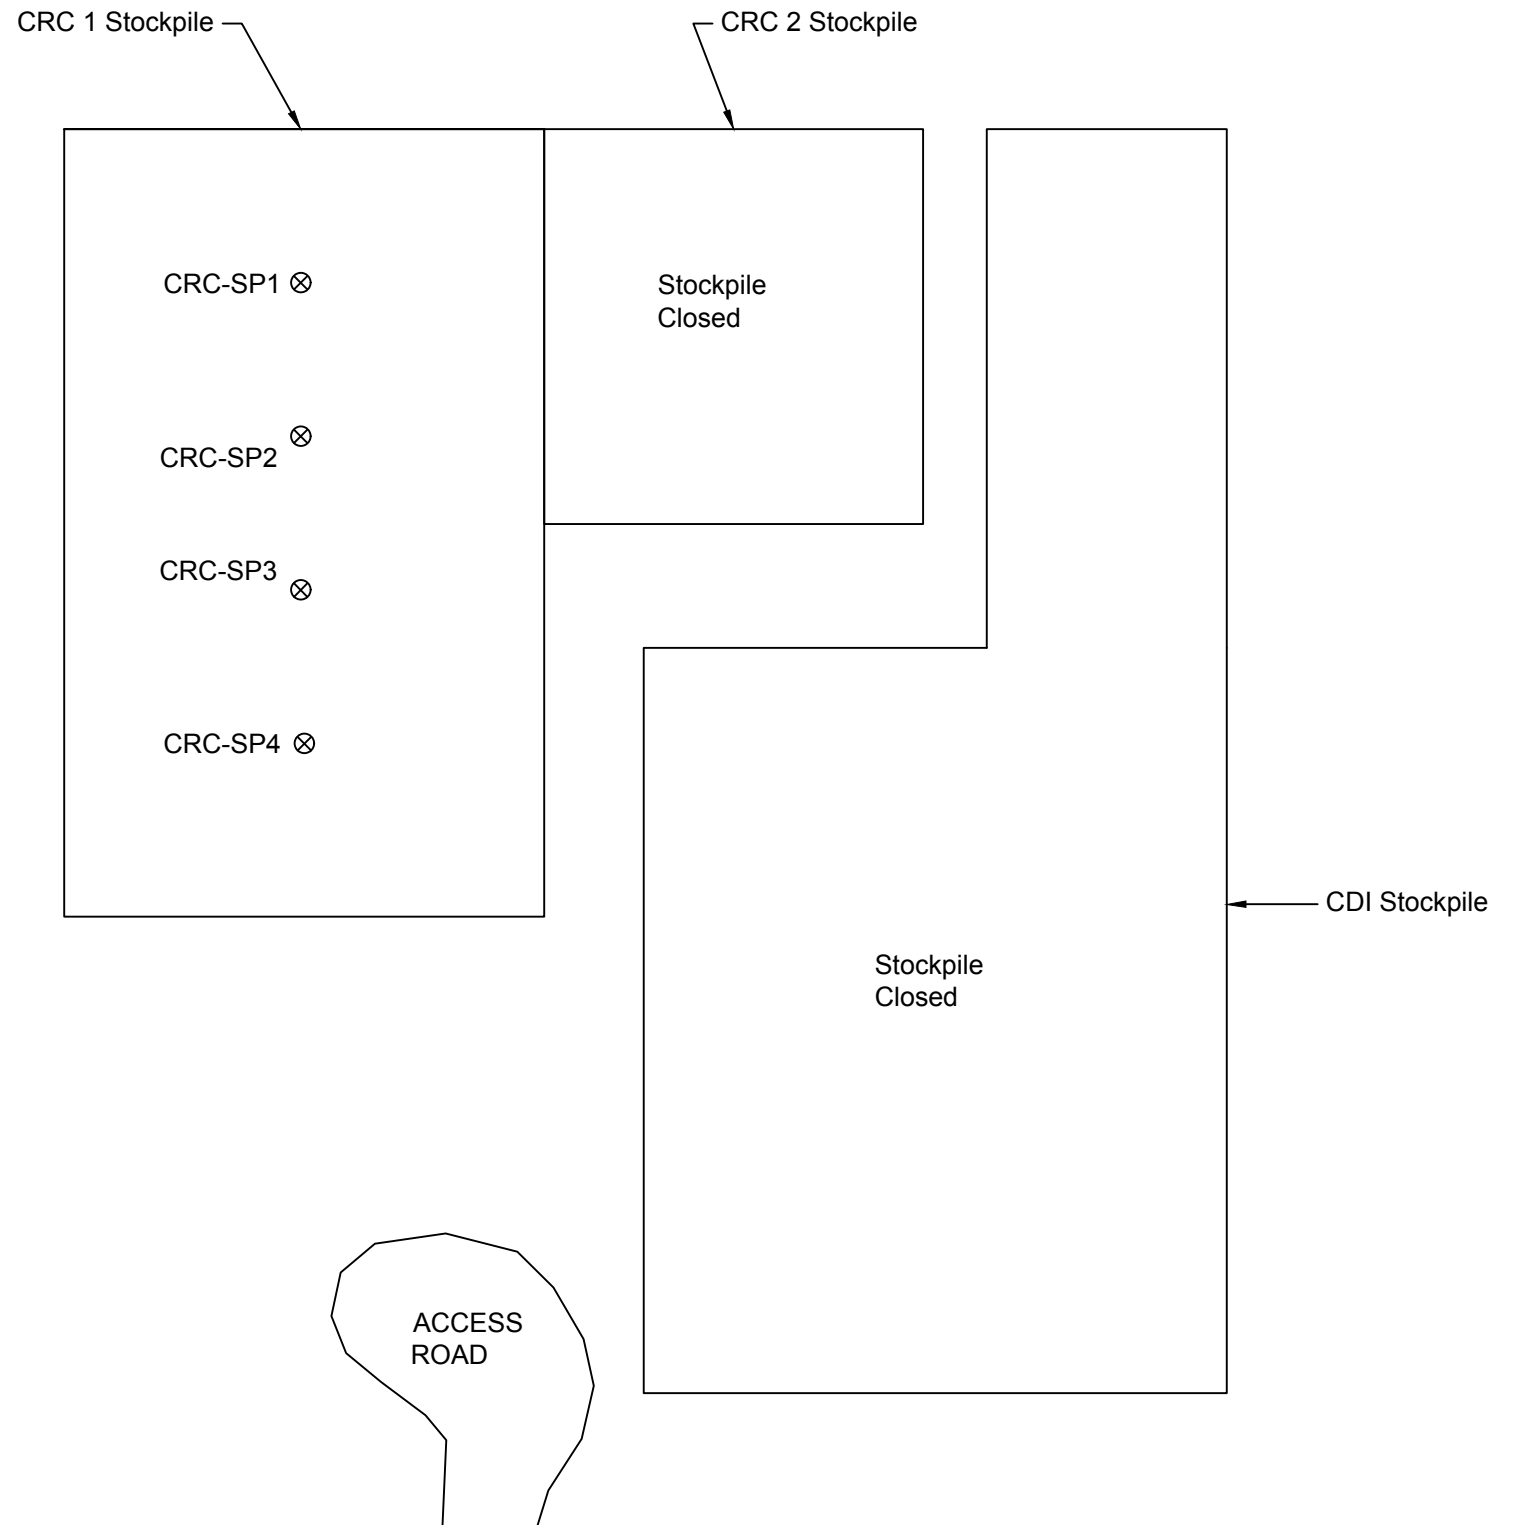 CRC 1 Stockpile
CRC 2 Stockpile
CRC-SP1
Stockpile
Closed
CRC-SP2
CRC-SP3
CRC-SP4
CDI Stockpile
Stockpile
Closed
ACCESS
ROAD